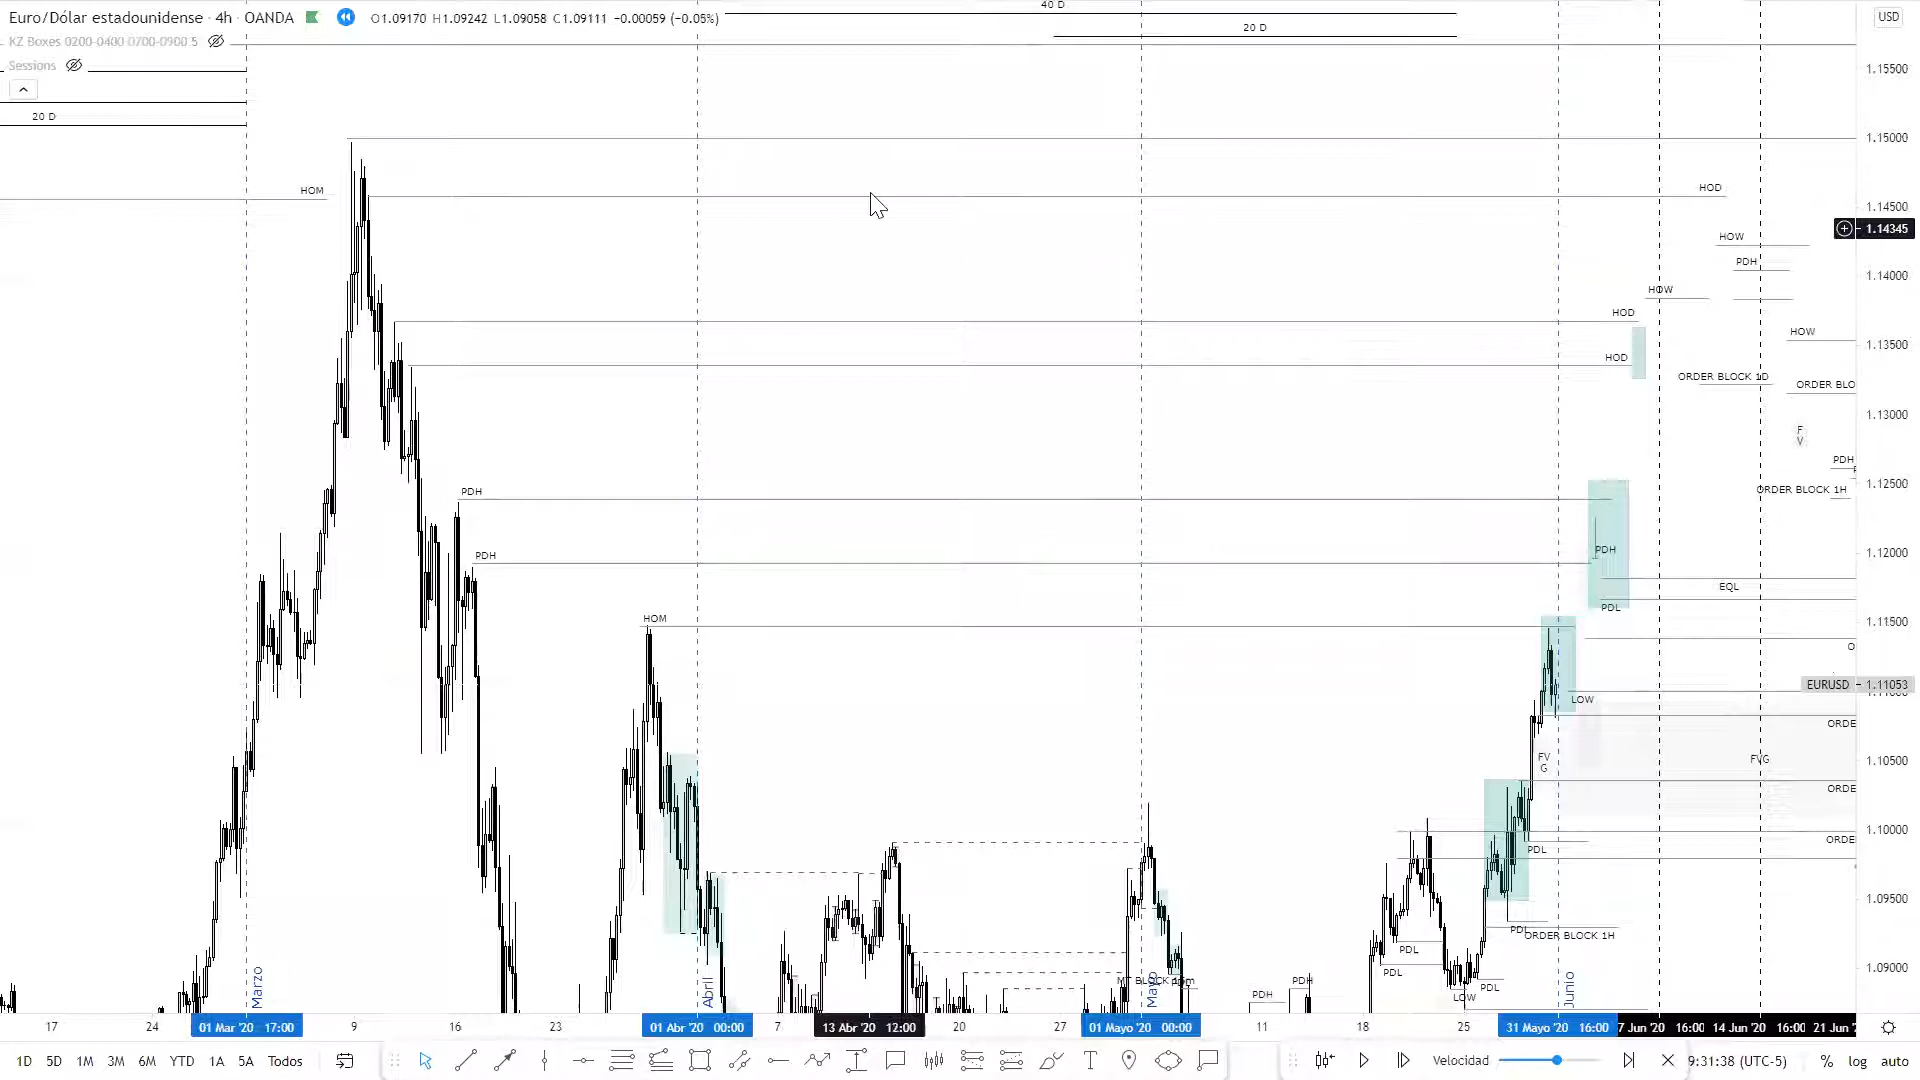 Euro/Dólar estadounidense · 4h · OANDA O1.09170 H1.09242 L1.09058 C1.09111 −0.00059 (−0.05%)
KZ Boxes 0200-0400 0700-0900 5
Sessions
40 D
20 D
20 D
USD
1.15500
1.15000
1.14500
1.14345
1.14000
1.13500
1.13000
1.12500
1.12000
1.11500
EURUSD 1.11053
1.10500
1.10000
1.09500
1.09000
HOM
HOD
HOW
PDH
HOW
HOD
HOW
HOD
ORDER BLOCK 1D
ORDER BLO
F
V
PDH
ORDER BLOCK 1H
PDH
PDH
PDH
EQL
PDL
HOM
O
LOW
ORDE
FV
G
FVG
ORDE
ORDE
PDL
PDL
ORDER BLOCK 1H
PDL
PDL
PDH
PDH
PDL
LOW
Marzo
Abril
Mayo
Junio
17
24
01 Mar '20 17:00
9
16
23
01 Abr '20 00:00
7
13 Abr '20 12:00
20
27
01 Mayo '20 00:00
11
18
25
31 Mayo '20 16:00
7 Jun '20 16:00
14 Jun '20 16:00
21 Jun '
1D 5D 1M 3M 6M YTD 1A 5A Todos
T
Velocidad
9:31:38 (UTC-5)
% log auto